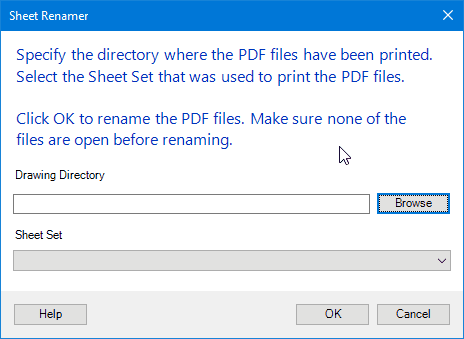 Sheet Renamer
Specify the directory where the PDF files have been printed.
Select the Sheet Set that was used to print the PDF files.
Click OK to rename the PDF files. Make sure none of the
files are open before renaming.
Drawing Directory
Browse
Sheet Set
Help
OK
Cancel